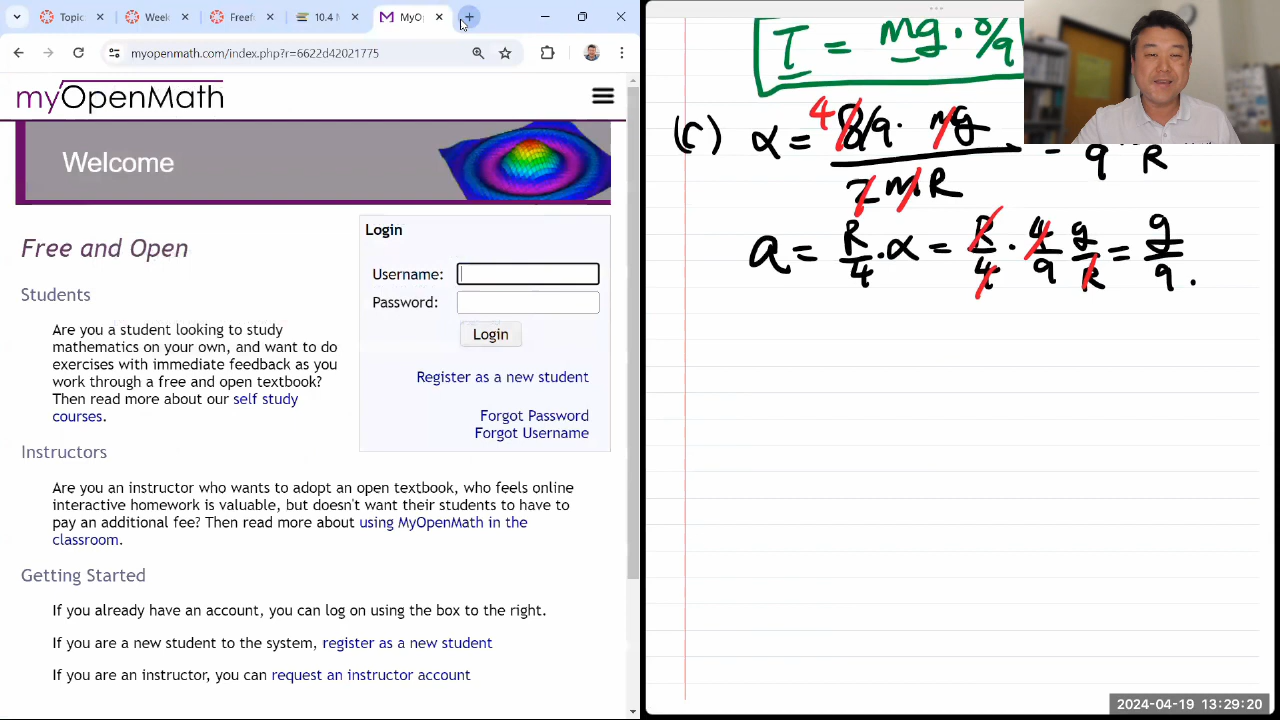 Topic
Week
Freef
10.4 M
MyO
myopenmath.com/index.php?r=6622d42021775
myOpenMath
Welcome
Free and Open
Students
Are you a student looking to study
mathematics on your own, and want to do
exercises with immediate feedback as you
work through a free and open textbook?
Then read more about our self study
courses.
Instructors
Are you an instructor who wants to adopt an open textbook, who feels online
interactive homework is valuable, but doesn't want their students to have to
pay an additional fee? Then read more about using MyOpenMath in the
classroom.
Getting Started
If you already have an account, you can log on using the box to the right.
If you are a new student to the system, register as a new student
If you are an instructor, you can request an instructor account
Login
Username:
Password:
Login
Register as a new student
Forgot Password
Forgot Username
T = mg · 8/9
(c) α = 4 8/9 · mg / 2 m R = 9 R
a = R/4 · α = R/4 · 4/9 g/R = g/9 .
2024-04-19 13:29:20